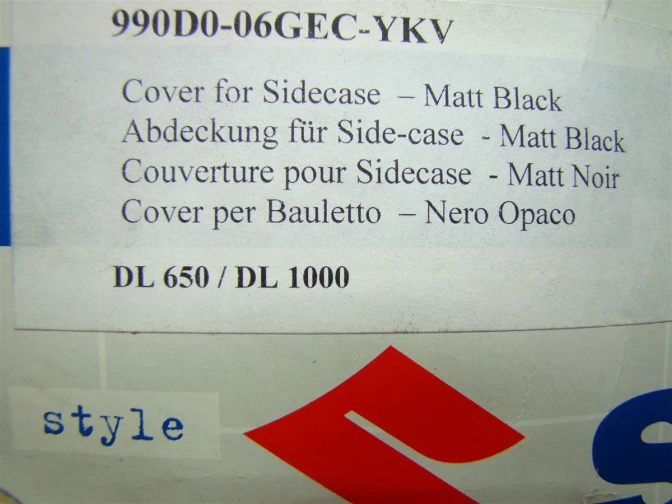 990D0-06GEC-YKV
Cover for Sidecase – Matt Black
Abdeckung für Side-case - Matt Black
Couverture pour Sidecase - Matt Noir
Cover per Bauletto – Nero Opaco
DL 650 / DL 1000
style
S